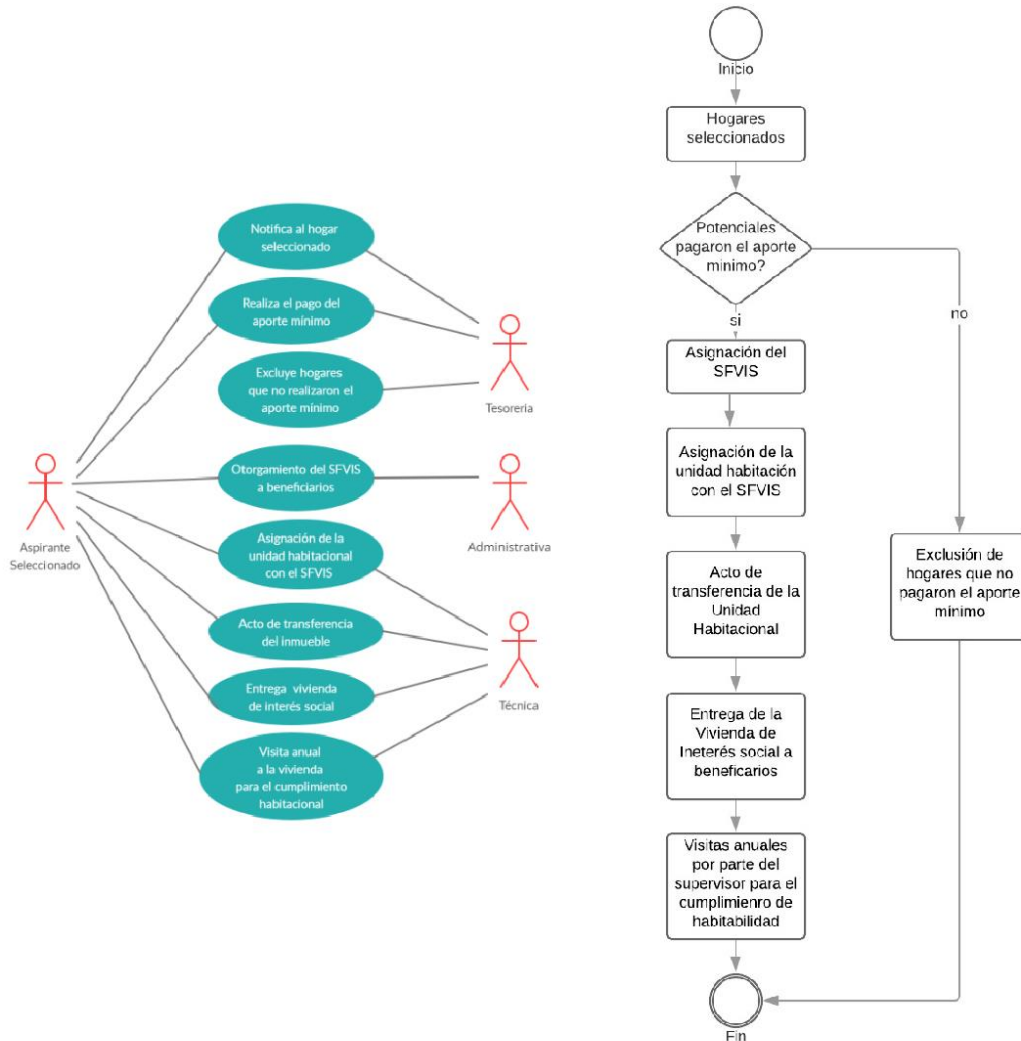 Notifica al hogar
seleccionado
Realiza el pago del
aporte mínimo
Excluye hogares
que no realizaron el
aporte mínimo
Tesoreria
Otorgamiento del SFVIS
a beneficiarios
Aspirante
Seleccionado
Administrativa
Asignación de la
unidad habitacional
con el SFVIS
Acto de transferencia
del inmueble
Entrega vivienda
de interés social
Técnica
Visita anual
a la vivienda
para el cumplimiento
habitacional
Inicio
Hogares
seleccionados
Potenciales
pagaron el aporte
minimo?
si
no
Asignación del
SFVIS
Asignación de la
unidad habitación
con el SFVIS
Acto de
transferencia de la
Unidad
Habitacional
Exclusión de
hogares que no
pagaron el aporte
mínimo
Entrega de la
Vivienda de
Ineterés social a
beneficarios
Visitas anuales
por parte del
supervisor para el
cumplimienro de
habitabilidad
Fin